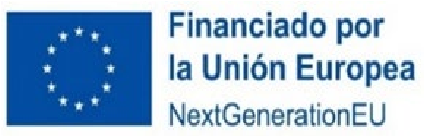 Financiado por
la Unión Europea
NextGenerationEU